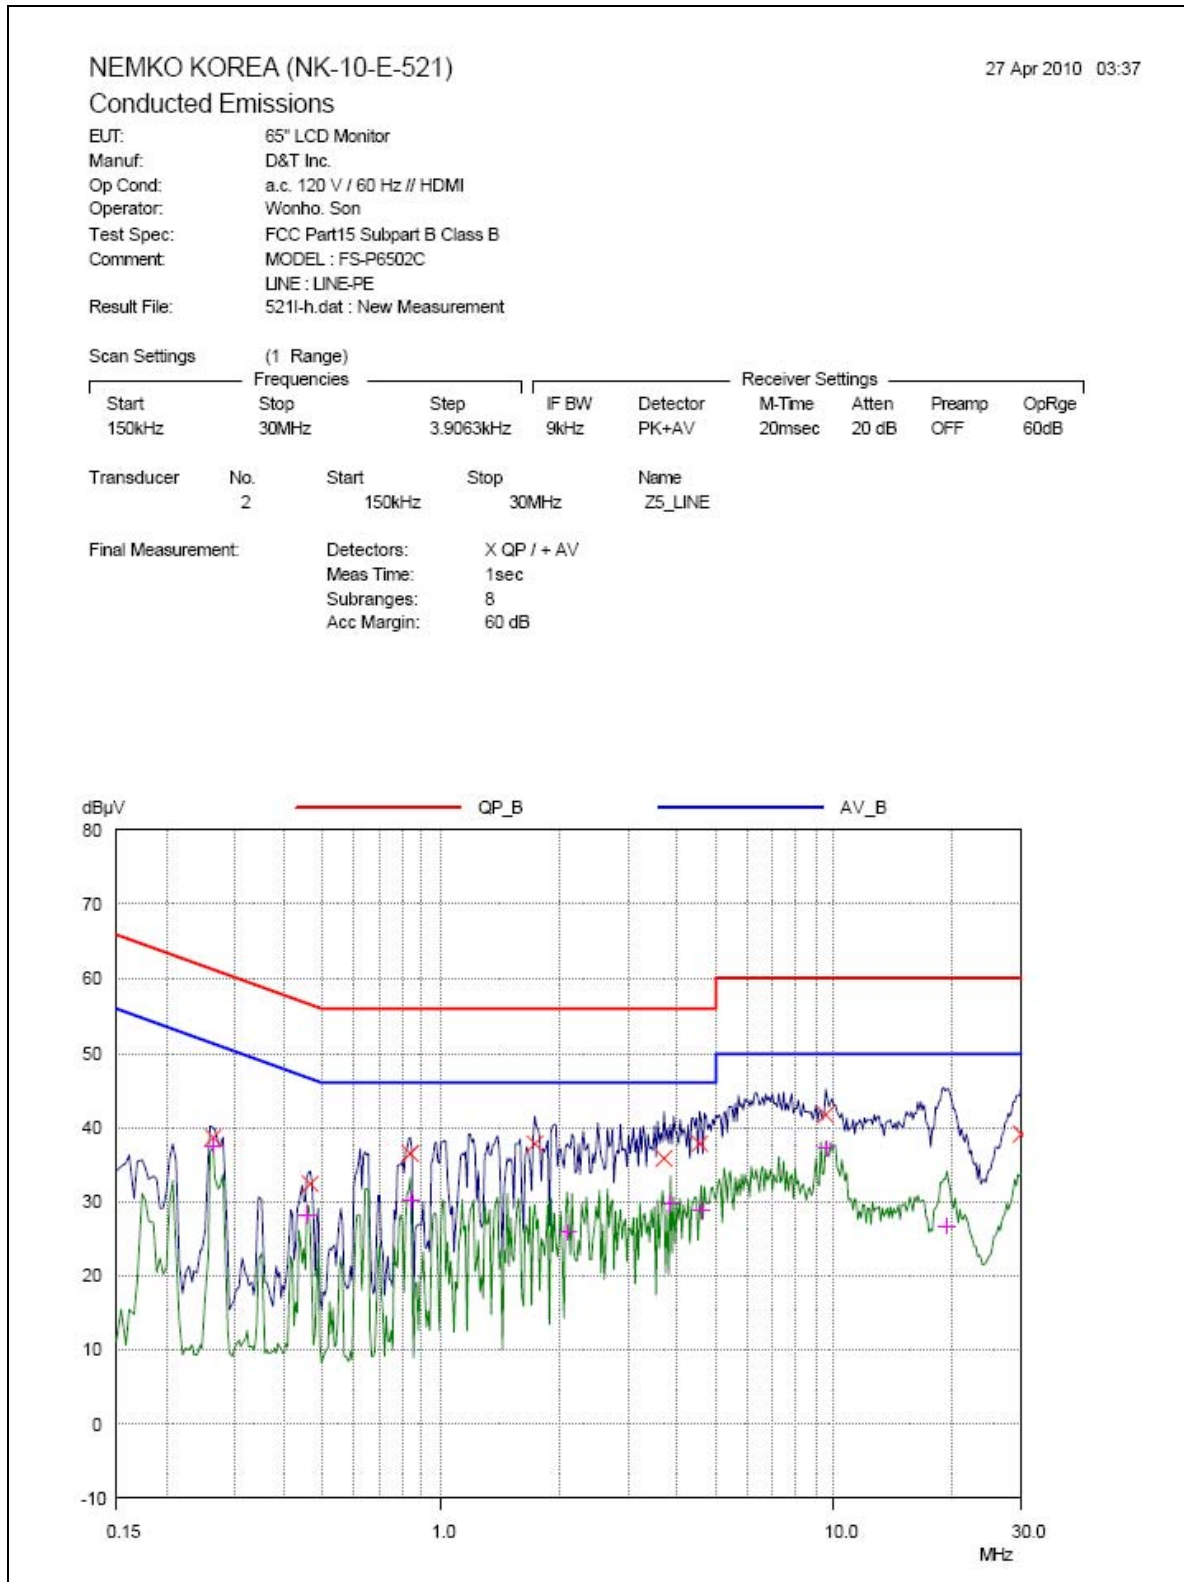 NEMKO KOREA (NK-10-E-521) 27 Apr 2010 03:37
Conducted Emissions
EUT: 65" LCD Monitor
Manuf: D&T Inc.
Op Cond: a.c. 120 V / 60 Hz // HDMI
Operator: Wonho. Son
Test Spec: FCC Part15 Subpart B Class B
Comment: MODEL : FS-P6502C
LINE : LINE-PE
Result File: 521l-h.dat : New Measurement
Scan Settings (1 Range)
Frequencies Receiver Settings
Start Stop Step IF BW Detector M-Time Atten Preamp OpRge
150kHz 30MHz 3.9063kHz 9kHz PK+AV 20msec 20 dB OFF 60dB
Transducer No. Start Stop Name
2 150kHz 30MHz Z5_LINE
Final Measurement: Detectors: X QP / + AV
Meas Time: 1sec
Subranges: 8
Acc Margin: 60 dB
dBµV QP_B AV_B
80
70
60
50
40
30
20
10
0
-10
0.15 1.0 10.0 30.0
MHz